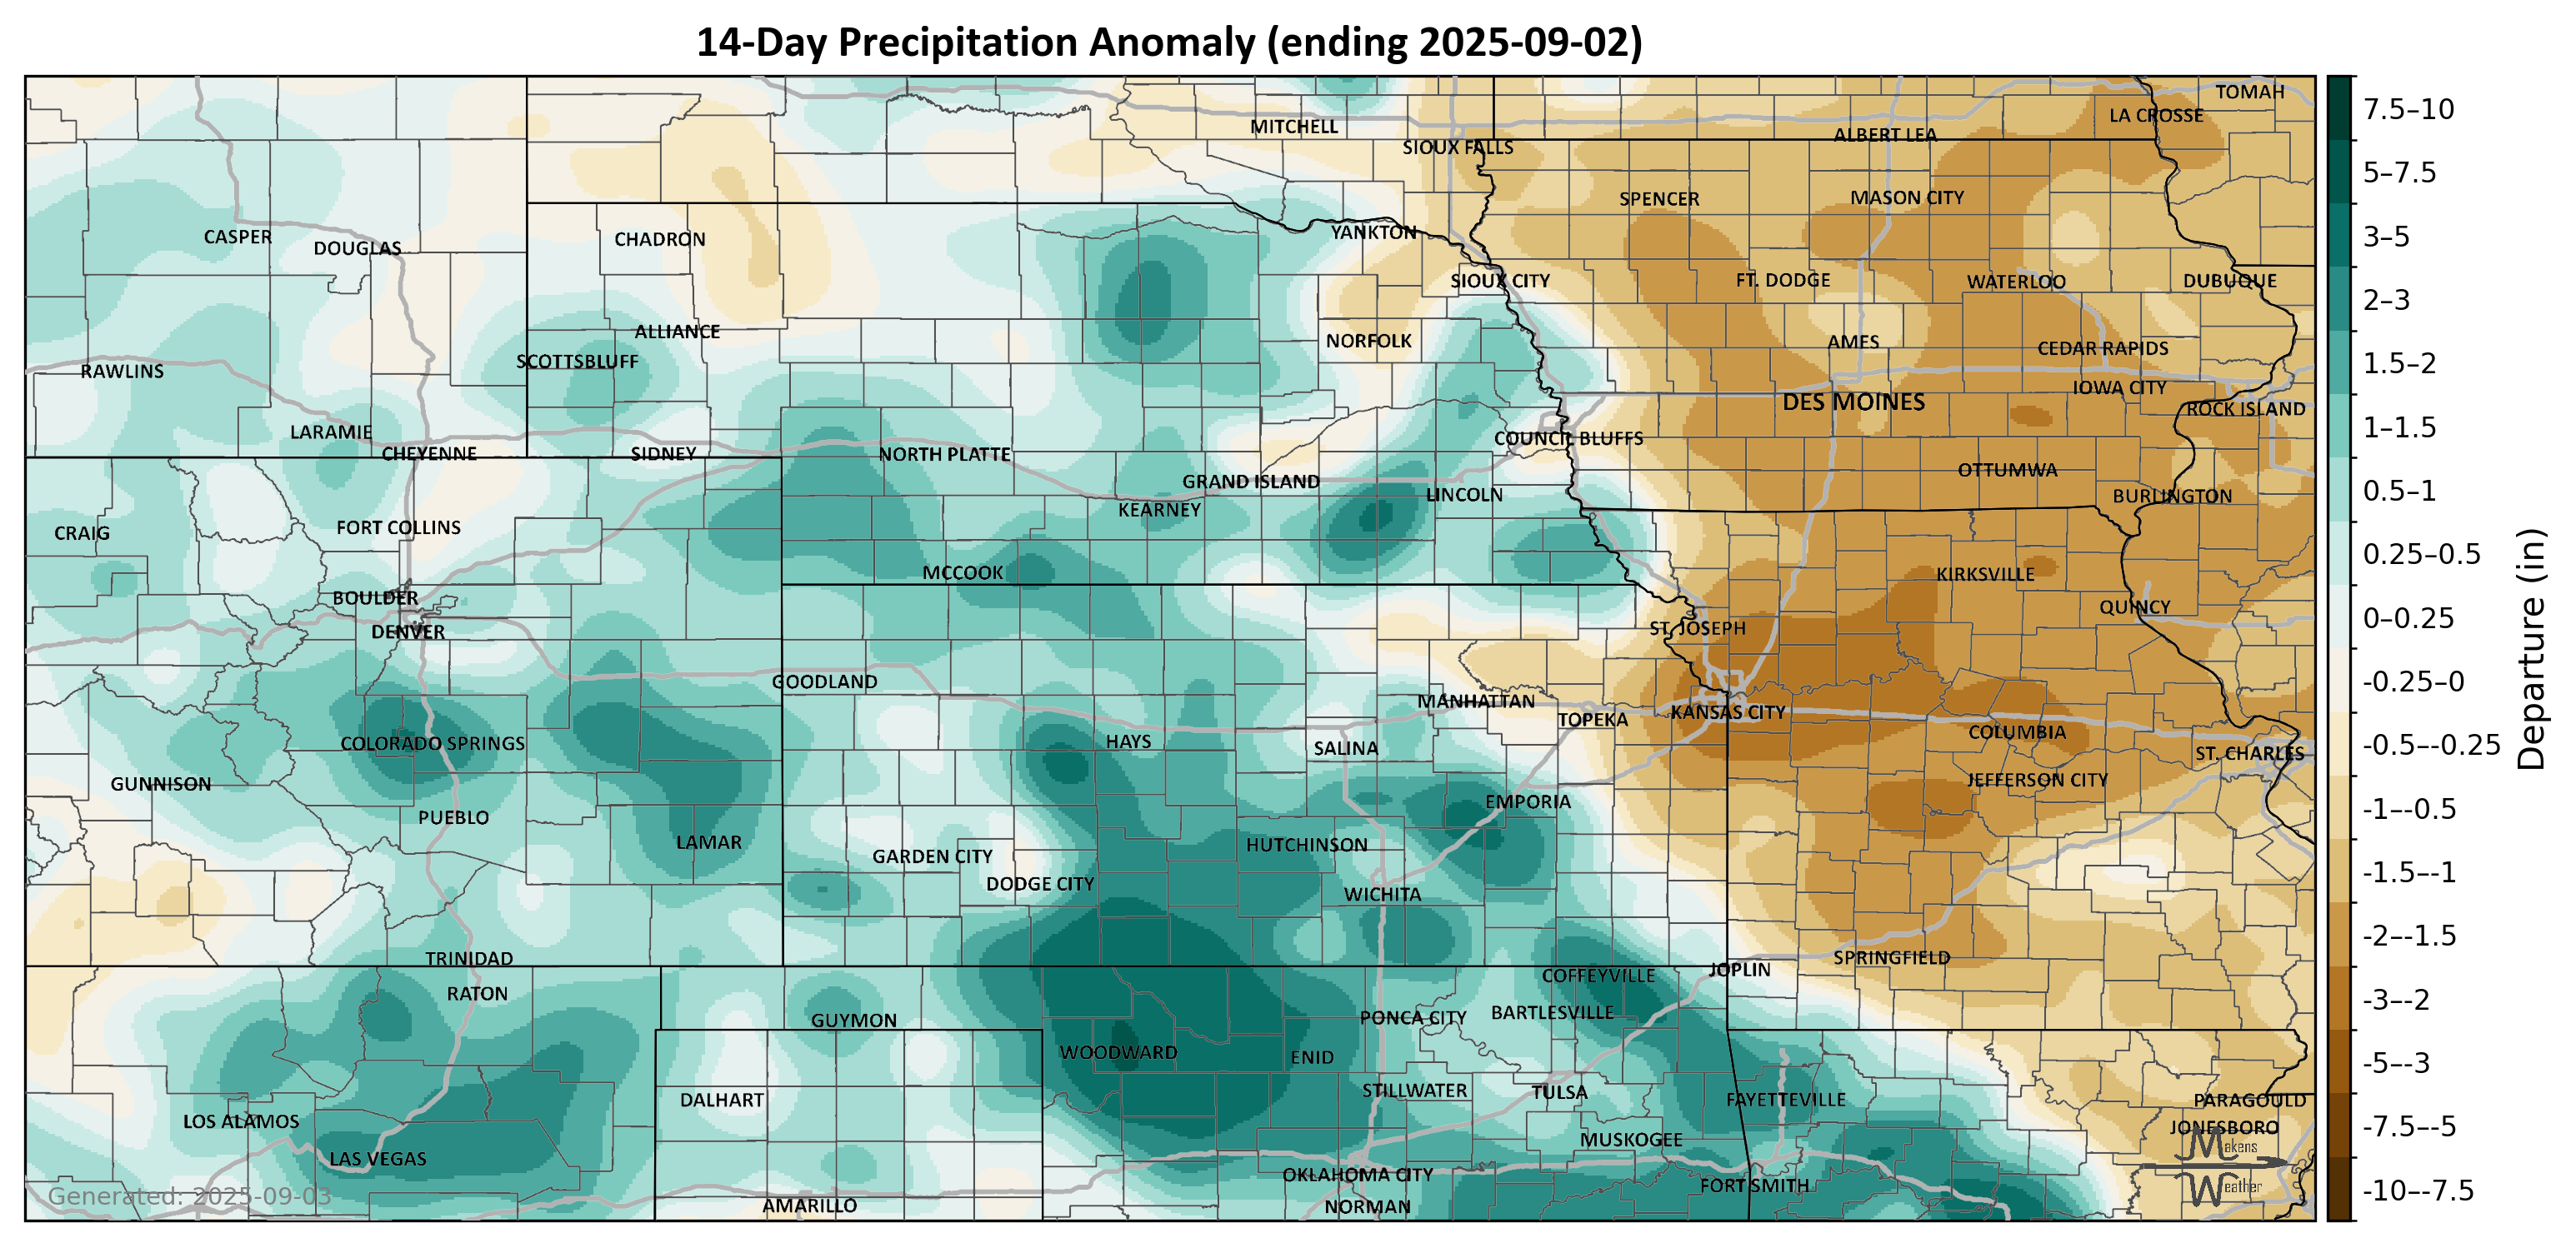 14-Day Precipitation Anomaly (ending 2025-09-02)
TOMAH
LA CROSSE
MITCHELL
ALBERT LEA
SIOUX FALLS
SPENCER
MASON CITY
CASPER
DOUGLAS
CHADRON
YANKTON
SIOUX CITY
FT. DODGE
WATERLOO
DUBUQUE
ALLIANCE
NORFOLK
AMES
CEDAR RAPIDS
SCOTTSBLUFF
RAWLINS
IOWA CITY
DES MOINES
ROCK ISLAND
LARAMIE
COUNCIL BLUFFS
CHEYENNE
SIDNEY
NORTH PLATTE
OTTUMWA
GRAND ISLAND
LINCOLN
BURLINGTON
KEARNEY
CRAIG
FORT COLLINS
MCCOOK
KIRKSVILLE
BOULDER
QUINCY
DENVER
ST. JOSEPH
GOODLAND
MANHATTAN
KANSAS CITY
TOPEKA
COLUMBIA
COLORADO SPRINGS
HAYS
SALINA
ST. CHARLES
GUNNISON
JEFFERSON CITY
EMPORIA
PUEBLO
LAMAR
HUTCHINSON
GARDEN CITY
DODGE CITY
WICHITA
TRINIDAD
SPRINGFIELD
JOPLIN
COFFEYVILLE
RATON
BARTLESVILLE
GUYMON
PONCA CITY
WOODWARD
ENID
STILLWATER
TULSA
DALHART
FAYETTEVILLE
PARAGOULD
LOS ALAMOS
JONESBORO
MUSKOGEE
LAS VEGAS
OKLAHOMA CITY
FORT SMITH
AMARILLO
NORMAN
Generated: 2025-09-03
Makens
Weather
7.5–10
5–7.5
3–5
2–3
1.5–2
1–1.5
0.5–1
0.25–0.5
0–0.25
-0.25–0
-0.5–-0.25
-1–-0.5
-1.5–-1
-2–-1.5
-3–-2
-5–-3
-7.5–-5
-10–-7.5
Departure (in)